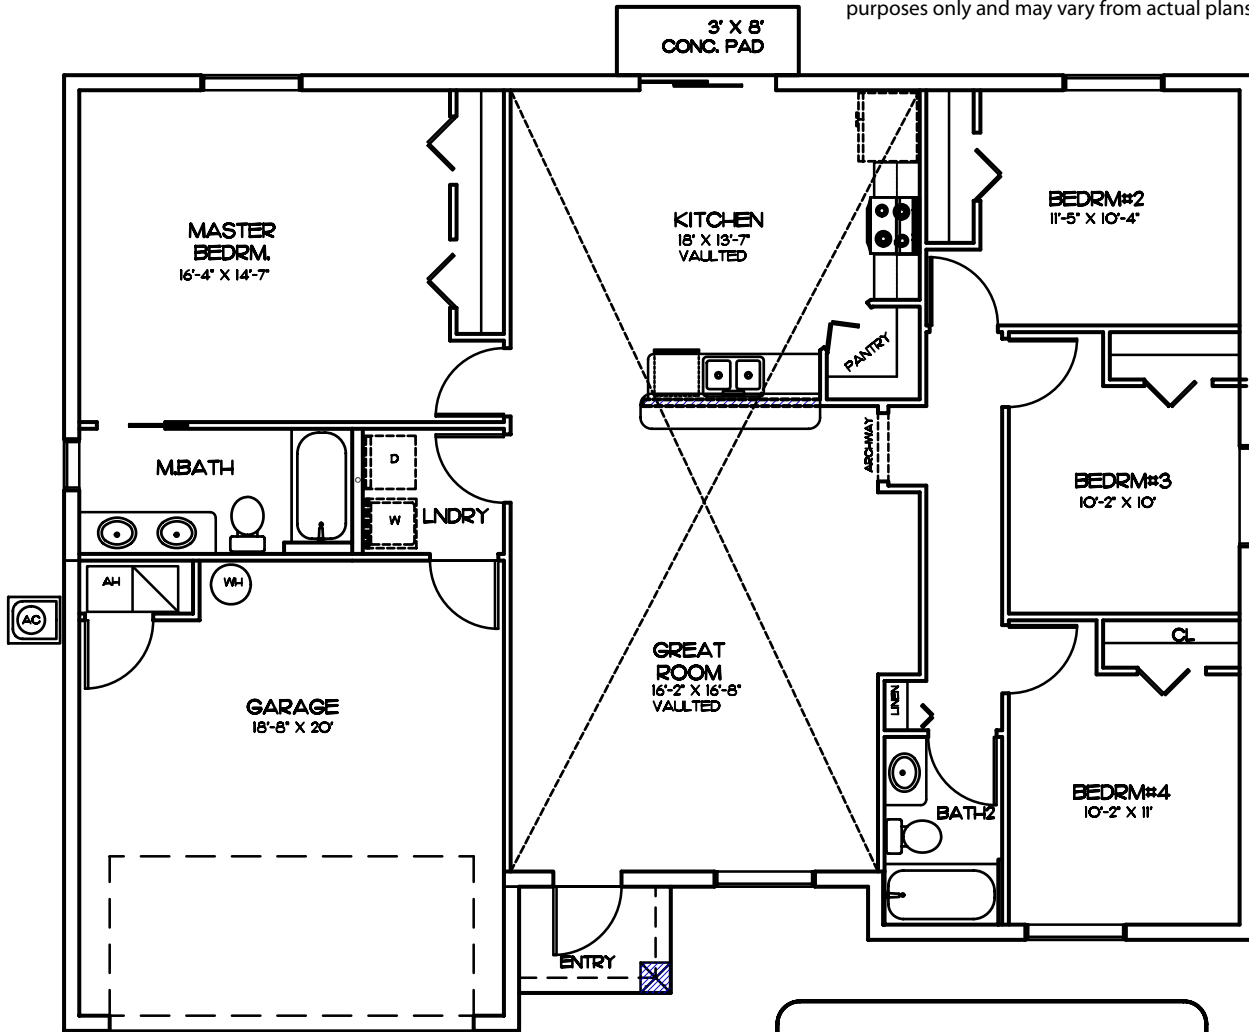 purposes only and may vary from actual plans
3' X 8'
CONC. PAD
MASTER
BEDRM.
16'-4" X 14'-7"
KITCHEN
18' X 13'-7"
VAULTED
BEDRM#2
11'-5" X 10'-4"
PANTRY
ARCHWAY
M.BATH
D
W
LNDRY
BEDRM#3
10'-2" X 10'
AH
WH
AC
GREAT
ROOM
16'-2" X 16'-8"
VAULTED
CL
GARAGE
18'-8" X 20'
LINEN
BATH2
BEDRM#4
10'-2" X 11'
ENTRY